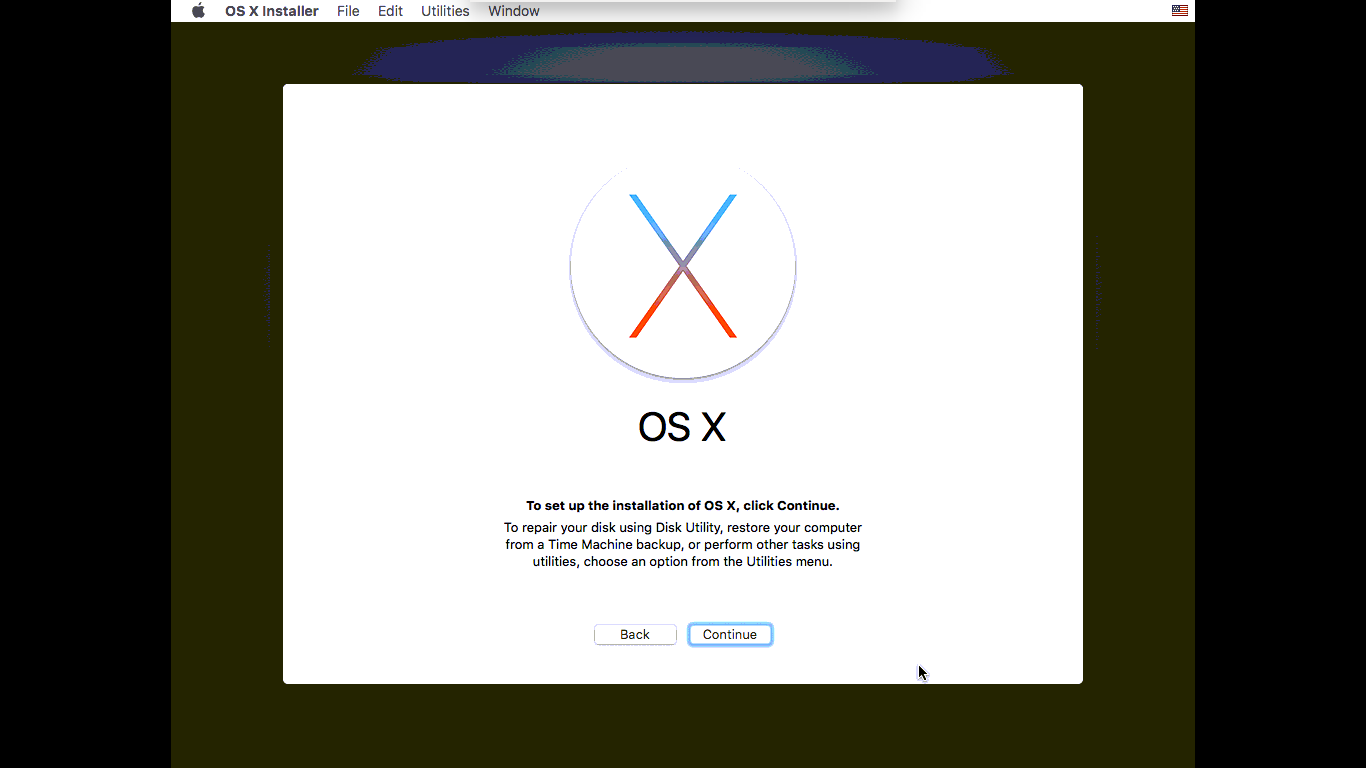 OS X Installer File Edit Utilities Window
OS X
To set up the installation of OS X, click Continue.
To repair your disk using Disk Utility, restore your computer
from a Time Machine backup, or perform other tasks using
utilities, choose an option from the Utilities menu.
Back Continue